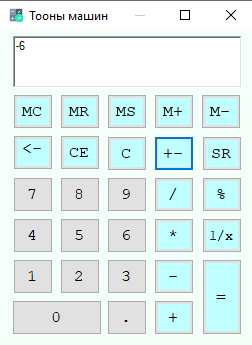 Тооны машин
-6
MC MR MS M+ M-
<- CE C +- SR
7 8 9 / %
4 5 6 * 1/x
1 2 3 - =
0 . +